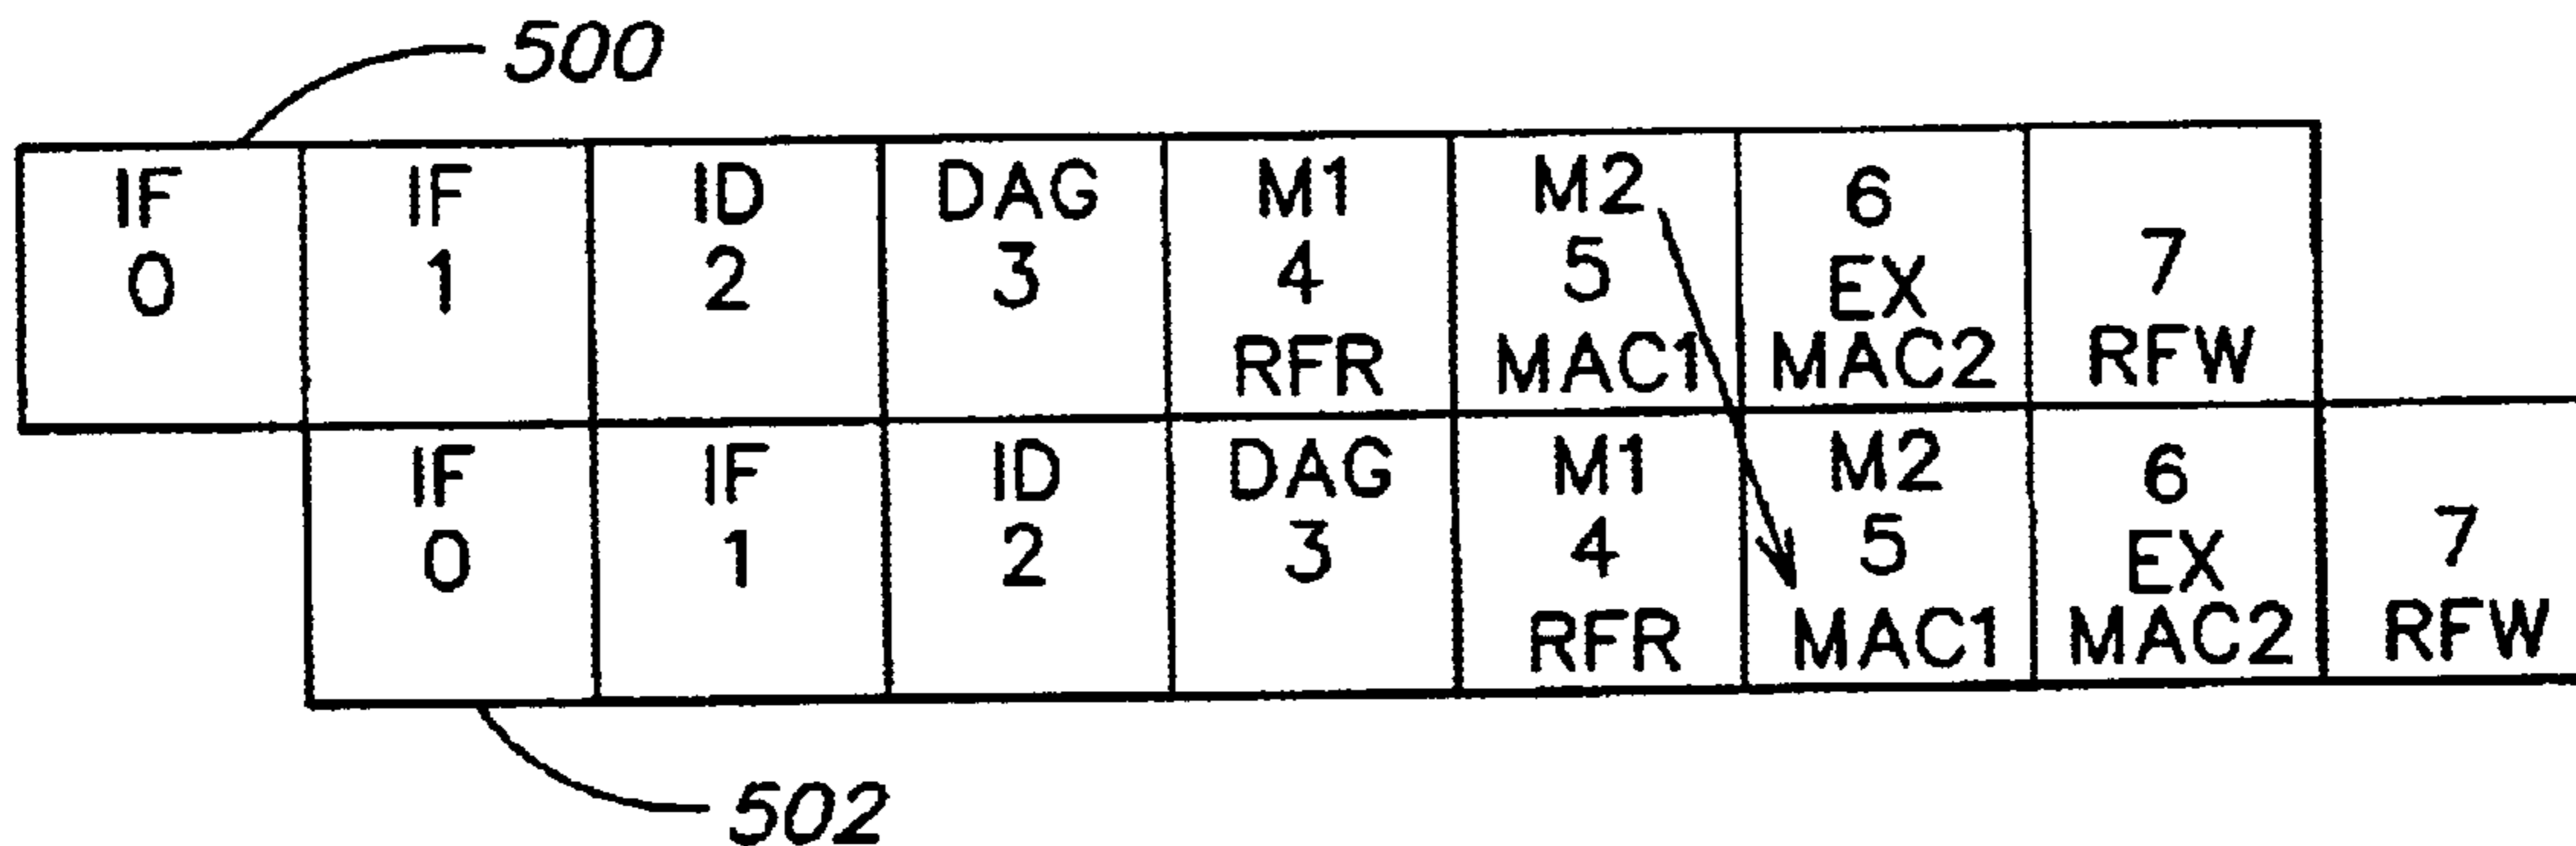 500
IF IF ID DAG M1 M2 6
0 1 2 3 4 5 EX 7
RFR MAC1 MAC2 RFW
IF IF ID DAG M1 M2 6
0 1 2 3 4 5 EX 7
RFR MAC1 MAC2 RFW
502